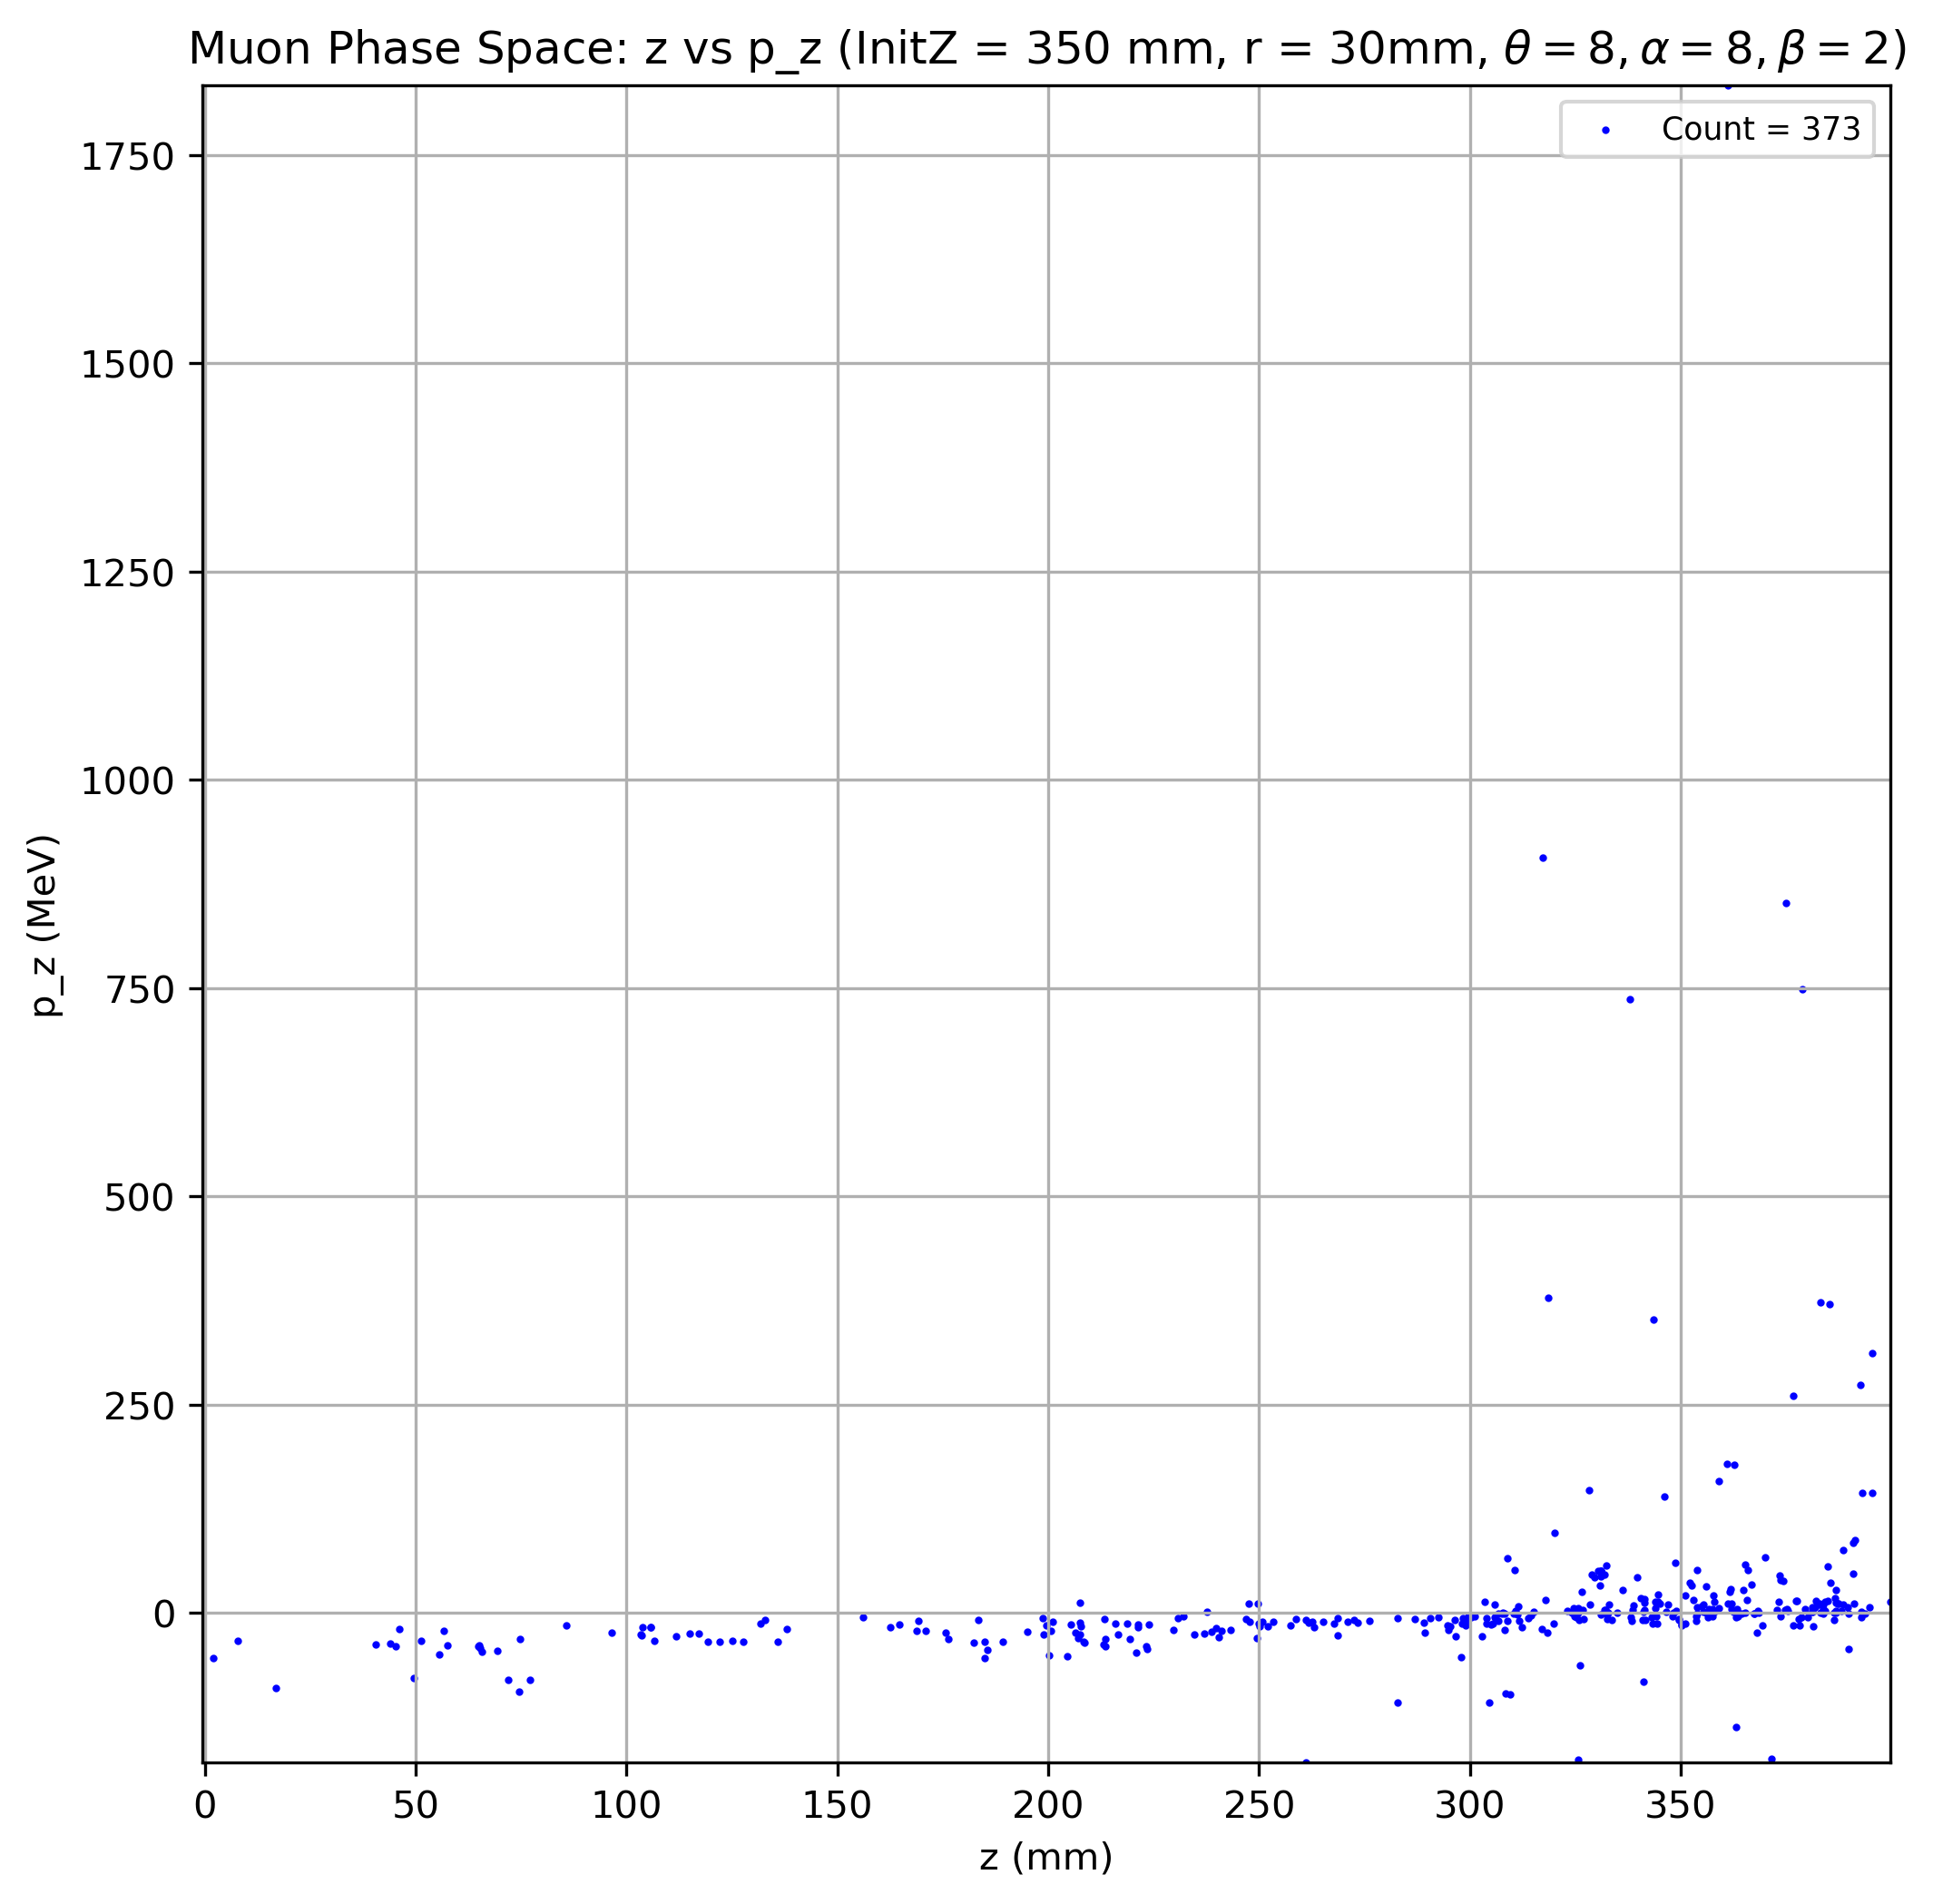 Muon Phase Space: z vs p_z (InitZ = 350 mm, r = 30mm, θ = 8, α = 8, β = 2)
Count = 373
1750
1500
1250
1000
750
500
250
0
p_z (MeV)
0 50 100 150 200 250 300 350
z (mm)